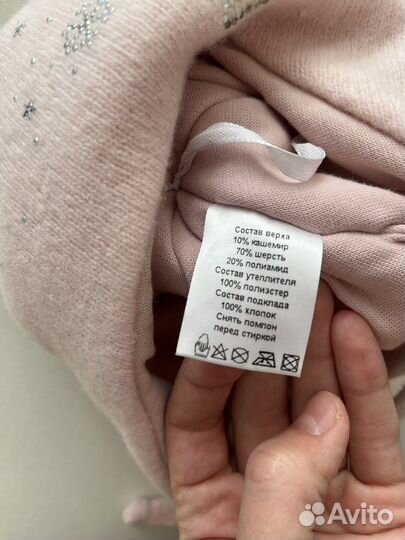 Состав верха
10% кашемир
70% шерсть
20% полиамид
Состав утеплителя
100% полиэстер
Состав подклада
100% хлопок
Снять помпон
перед стиркой
Avito